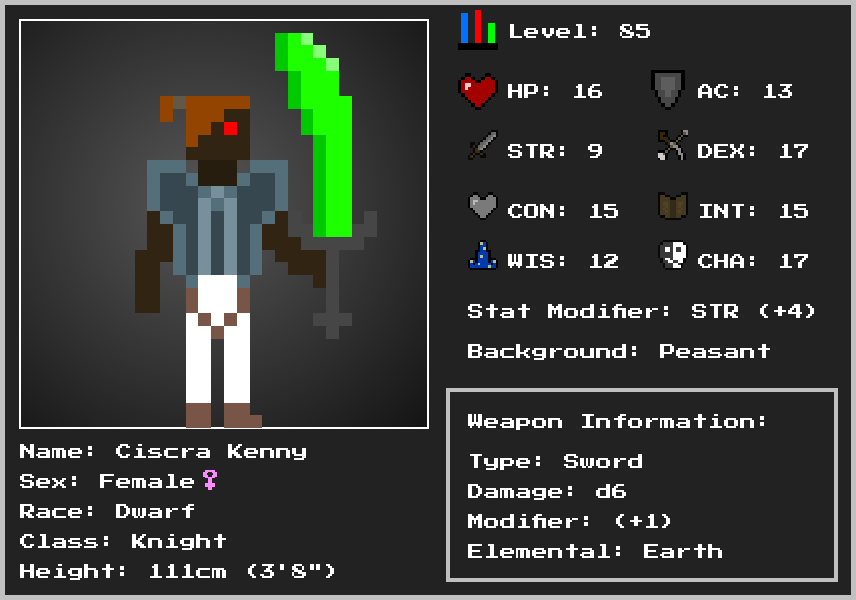 Level: 85
HP: 16
AC: 13
STR: 9
DEX: 17
CON: 15
INT: 15
WIS: 12
CHA: 17
Stat Modifier: STR (+4)
Background: Peasant
Weapon Information:
Type: Sword
Damage: d6
Modifier: (+1)
Elemental: Earth
Name: Ciscra Kenny
Sex: Female♀
Race: Dwarf
Class: Knight
Height: 111cm (3'8")